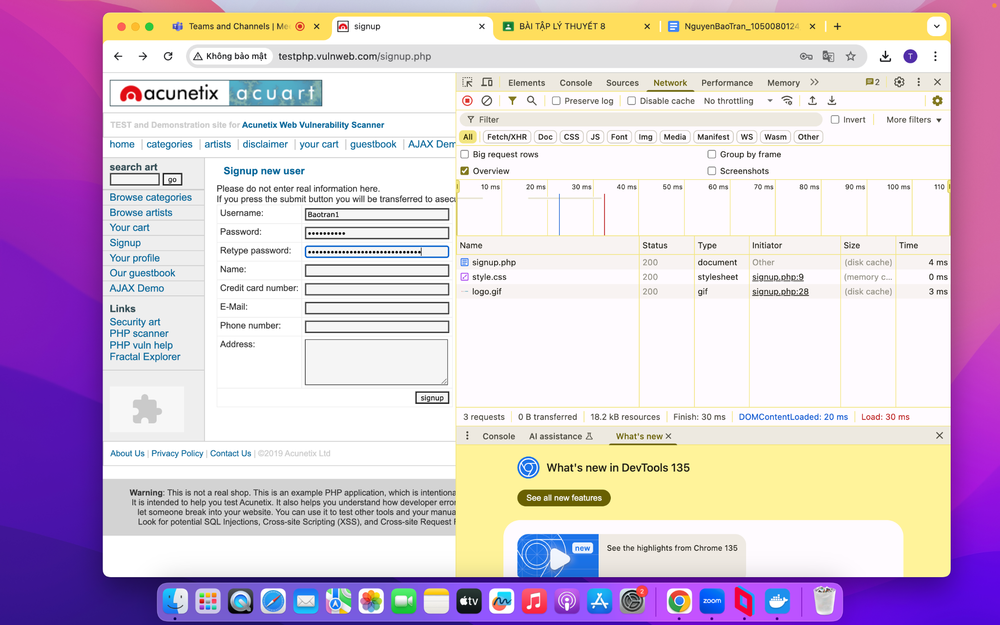 Teams and Channels | Mee
signup
BÀI TẬP LÝ THUYẾT 8
NguyenBaoTran_1050080124
Không bảo mật
testphp.vulnweb.com/signup.php
T
acunetix acuart
TEST and Demonstration site for Acunetix Web Vulnerability Scanner
home | categories | artists | disclaimer | your cart | guestbook | AJAX Dem
search art
go
Browse categories
Browse artists
Your cart
Signup
Your profile
Our guestbook
AJAX Demo
Links
Security art
PHP scanner
PHP vuln help
Fractal Explorer
Signup new user
Please do not enter real information here.
If you press the submit button you will be transferred to asecu
Username: Baotran1
Password: ••••••••••
Retype password: ••••••••••••••••••••••••••••••
Name:
Credit card number:
E-Mail:
Phone number:
Address:
signup
About Us | Privacy Policy | Contact Us | ©2019 Acunetix Ltd
Warning: This is not a real shop. This is an example PHP application, which is intentiona
It is intended to help you test Acunetix. It also helps you understand how developer error
let someone break into your website. You can use it to test other tools and your manua
Look for potential SQL Injections, Cross-site Scripting (XSS), and Cross-site Request F
Elements Console Sources Network Performance Memory 2
Preserve log Disable cache No throttling
Filter Invert More filters
All Fetch/XHR Doc CSS JS Font Img Media Manifest WS Wasm Other
Big request rows Group by frame
Overview Screenshots
10 ms 20 ms 30 ms 40 ms 50 ms 60 ms 70 ms 80 ms 90 ms 100 ms 110
Name Status Type Initiator Size Time
signup.php 200 document Other (disk cache) 4 ms
style.css 200 stylesheet signup.php:9 (memory c... 0 ms
logo.gif 200 gif signup.php:28 (disk cache) 3 ms
3 requests 0 B transferred 18.2 kB resources Finish: 30 ms DOMContentLoaded: 20 ms Load: 30 ms
Console AI assistance What's new
What's new in DevTools 135
See all new features
new
See the highlights from Chrome 135
tv
2
zoom